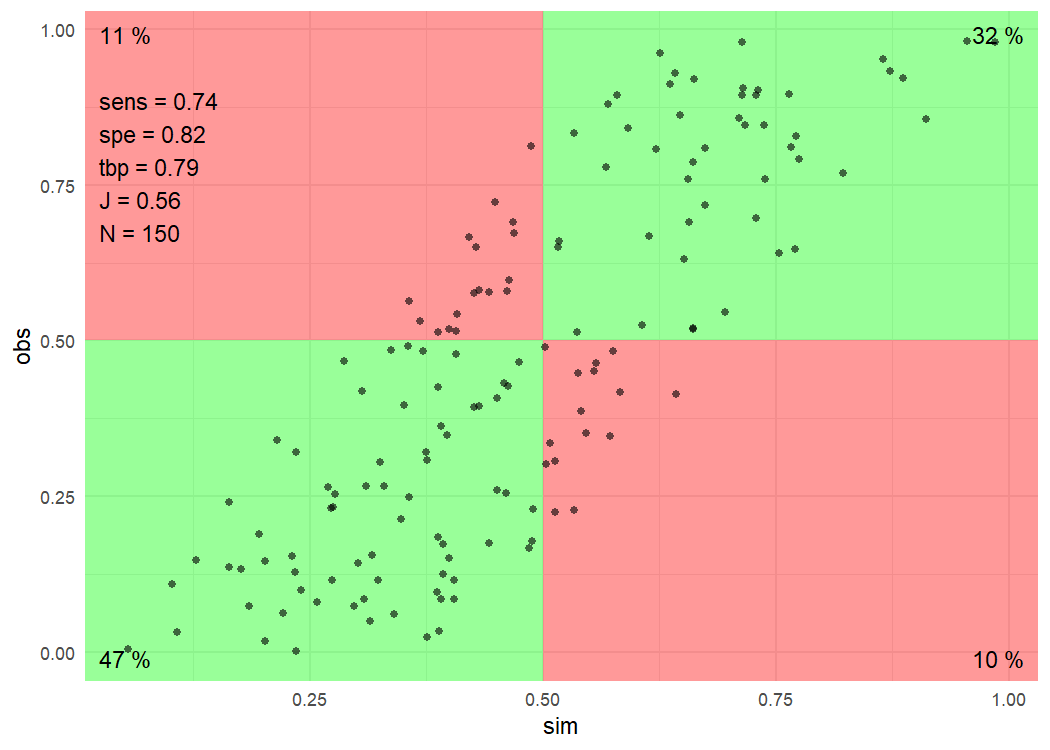 1.00
11 %
32 %
sens = 0.74
spe = 0.82
tbp = 0.79
J = 0.56
N = 150
0.75
0.50
obs
0.25
0.00
47 %
10 %
0.25
0.50
0.75
1.00
sim